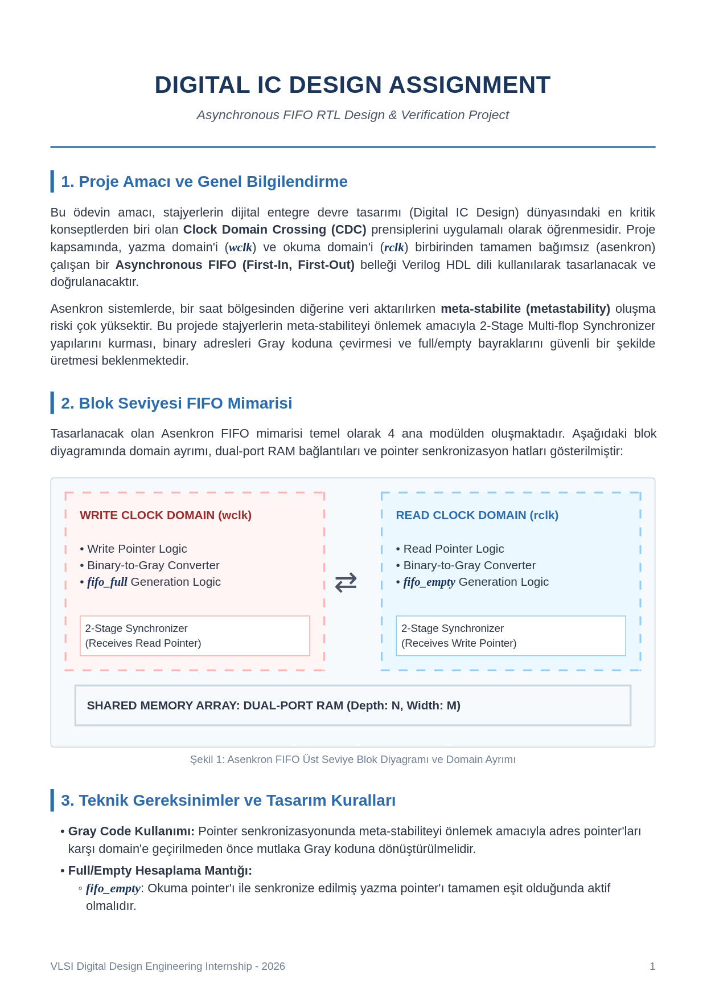 DIGITAL IC DESIGN ASSIGNMENT
Asynchronous FIFO RTL Design & Verification Project
1. Proje Amacı ve Genel Bilgilendirme
Bu ödevin amacı, stajyerlerin dijital entegre devre tasarımı (Digital IC Design) dünyasındaki en kritik
konseptlerden biri olan Clock Domain Crossing (CDC) prensiplerini uygulamalı olarak öğrenmesidir. Proje
kapsamında, yazma domain'i (wclk) ve okuma domain'i (rclk) birbirinden tamamen bağımsız (asenkron)
çalışan bir Asynchronous FIFO (First-In, First-Out) belleği Verilog HDL dili kullanılarak tasarlanacak ve
doğrulanacaktır.
Asenkron sistemlerde, bir saat bölgesinden diğerine veri aktarılırken meta-stabilite (metastability) oluşma
riski çok yüksektir. Bu projede stajyerlerin meta-stabiliteyi önlemek amacıyla 2-Stage Multi-flop Synchronizer
yapılarını kurması, binary adresleri Gray koduna çevirmesi ve full/empty bayraklarını güvenli bir şekilde
üretmesi beklenmektedir.
2. Blok Seviyesi FIFO Mimarisi
Tasarlanacak olan Asenkron FIFO mimarisi temel olarak 4 ana modülden oluşmaktadır. Aşağıdaki blok
diyagramında domain ayrımı, dual-port RAM bağlantıları ve pointer senkronizasyon hatları gösterilmiştir:
WRITE CLOCK DOMAIN (wclk)
• Write Pointer Logic
• Binary-to-Gray Converter
• fifo_full Generation Logic
2-Stage Synchronizer
(Receives Read Pointer)
⇄
READ CLOCK DOMAIN (rclk)
• Read Pointer Logic
• Binary-to-Gray Converter
• fifo_empty Generation Logic
2-Stage Synchronizer
(Receives Write Pointer)
SHARED MEMORY ARRAY: DUAL-PORT RAM (Depth: N, Width: M)
Şekil 1: Asenkron FIFO Üst Seviye Blok Diyagramı ve Domain Ayrımı
3. Teknik Gereksinimler ve Tasarım Kuralları
• Gray Code Kullanımı: Pointer senkronizasyonunda meta-stabiliteyi önlemek amacıyla adres pointer'ları
karşı domain'e geçirilmeden önce mutlaka Gray koduna dönüştürülmelidir.
• Full/Empty Hesaplama Mantığı:
◦ fifo_empty: Okuma pointer'ı ile senkronize edilmiş yazma pointer'ı tamamen eşit olduğunda aktif
olmalıdır.
VLSI Digital Design Engineering Internship - 2026
1